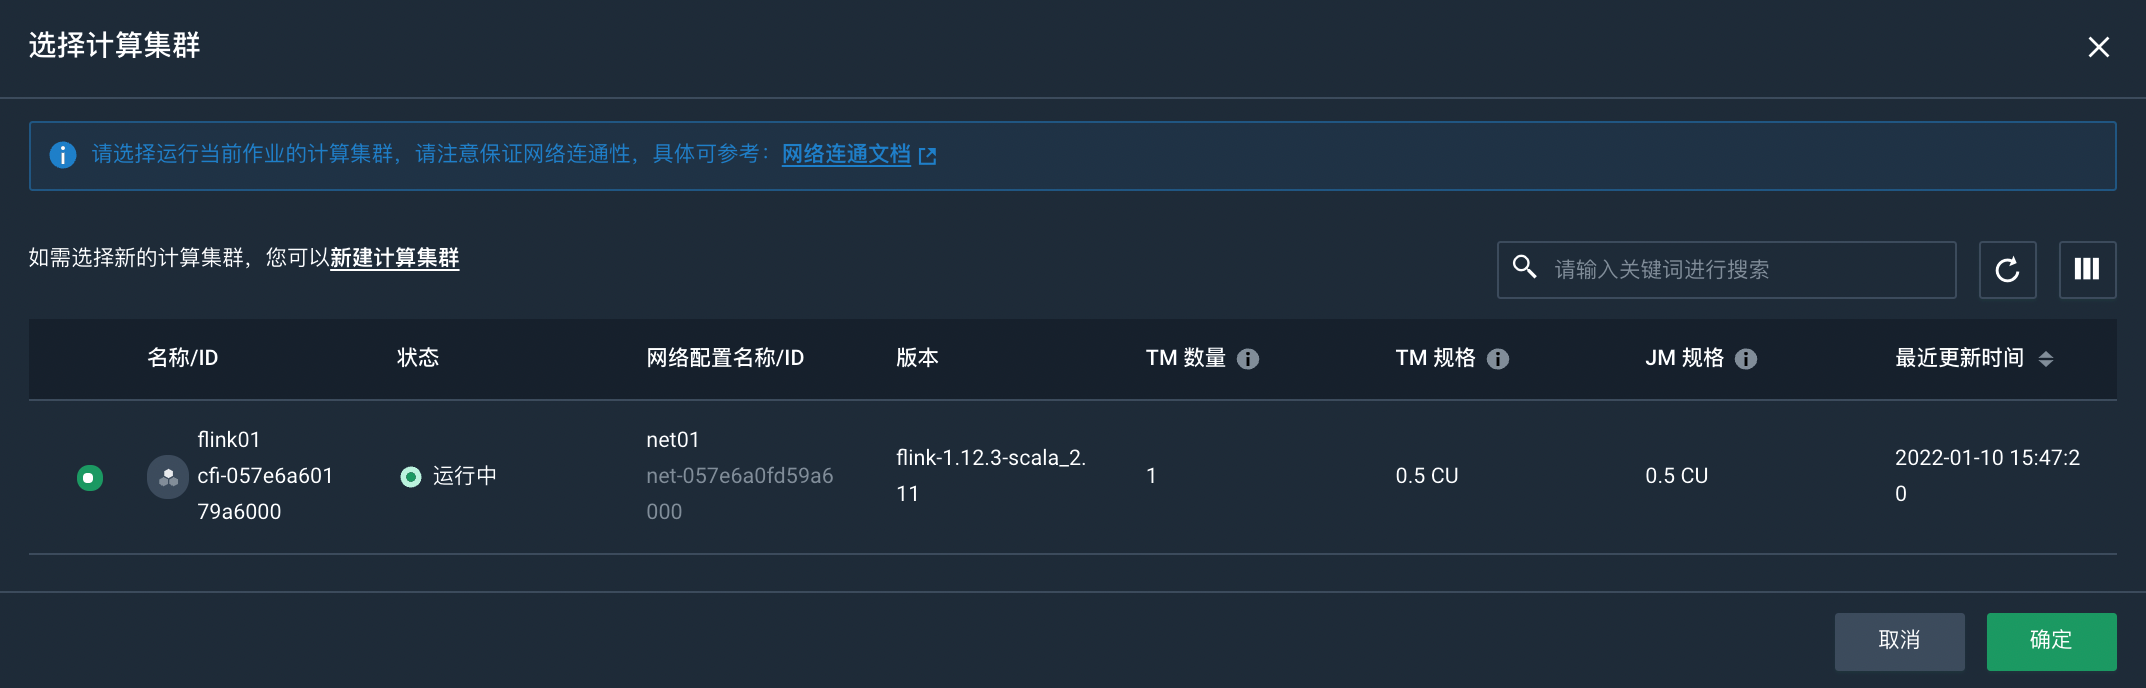 选择计算集群
请选择运行当前作业的计算集群，请注意保证网络连通性，具体可参考：网络连通文档
如需选择新的计算集群，您可以新建计算集群
请输入关键词进行搜索
名称/ID 状态 网络配置名称/ID 版本 TM 数量 TM 规格 JM 规格 最近更新时间
flink01
cfi-057e6a601
79a6000
运行中
net01
net-057e6a0fd59a6
000
flink-1.12.3-scala_2.
11
1
0.5 CU
0.5 CU
2022-01-10 15:47:2
0
取消 确定